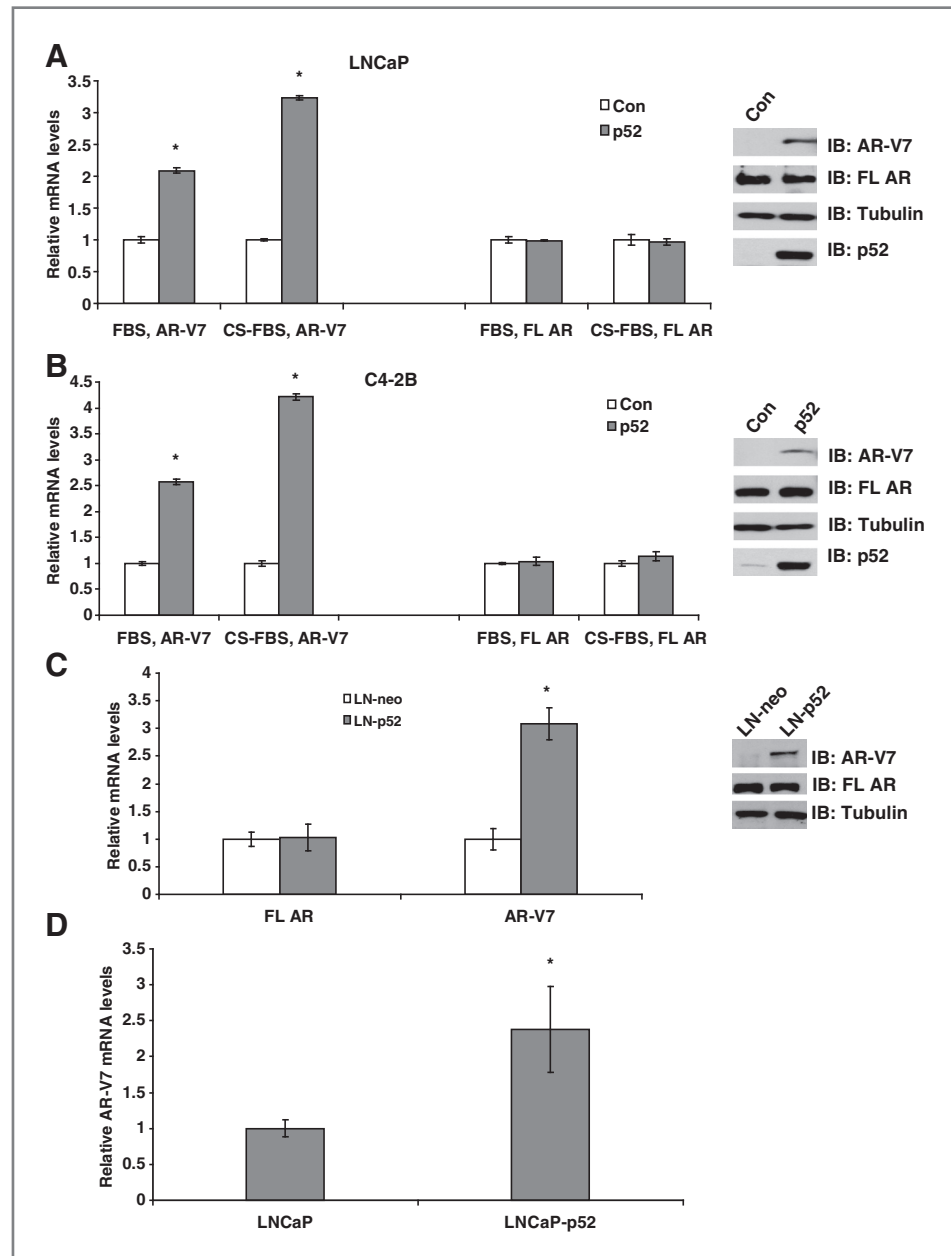 A
LNCaP
Relative mRNA levels
3.5
3
2.5
2
1.5
1
0.5
0
*
*
Con
p52
FBS, AR-V7
CS-FBS, AR-V7
FBS, FL AR
CS-FBS, FL AR
Con
IB: AR-V7
IB: FL AR
IB: Tubulin
IB: p52
B
C4-2B
Relative mRNA levels
4.5
4
3.5
3
2.5
2
1.5
1
0.5
0
*
*
Con
p52
FBS, AR-V7
CS-FBS, AR-V7
FBS, FL AR
CS-FBS, FL AR
Con
p52
IB: AR-V7
IB: FL AR
IB: Tubulin
IB: p52
C
Relative mRNA levels
4
3.5
3
2.5
2
1.5
1
0.5
0
*
LN-neo
LN-p52
FL AR
AR-V7
LN-neo
LN-p52
IB: AR-V7
IB: FL AR
IB: Tubulin
D
Relative AR-V7 mRNA levels
3.5
3
2.5
2
1.5
1
0.5
0
*
LNCaP
LNCaP-p52